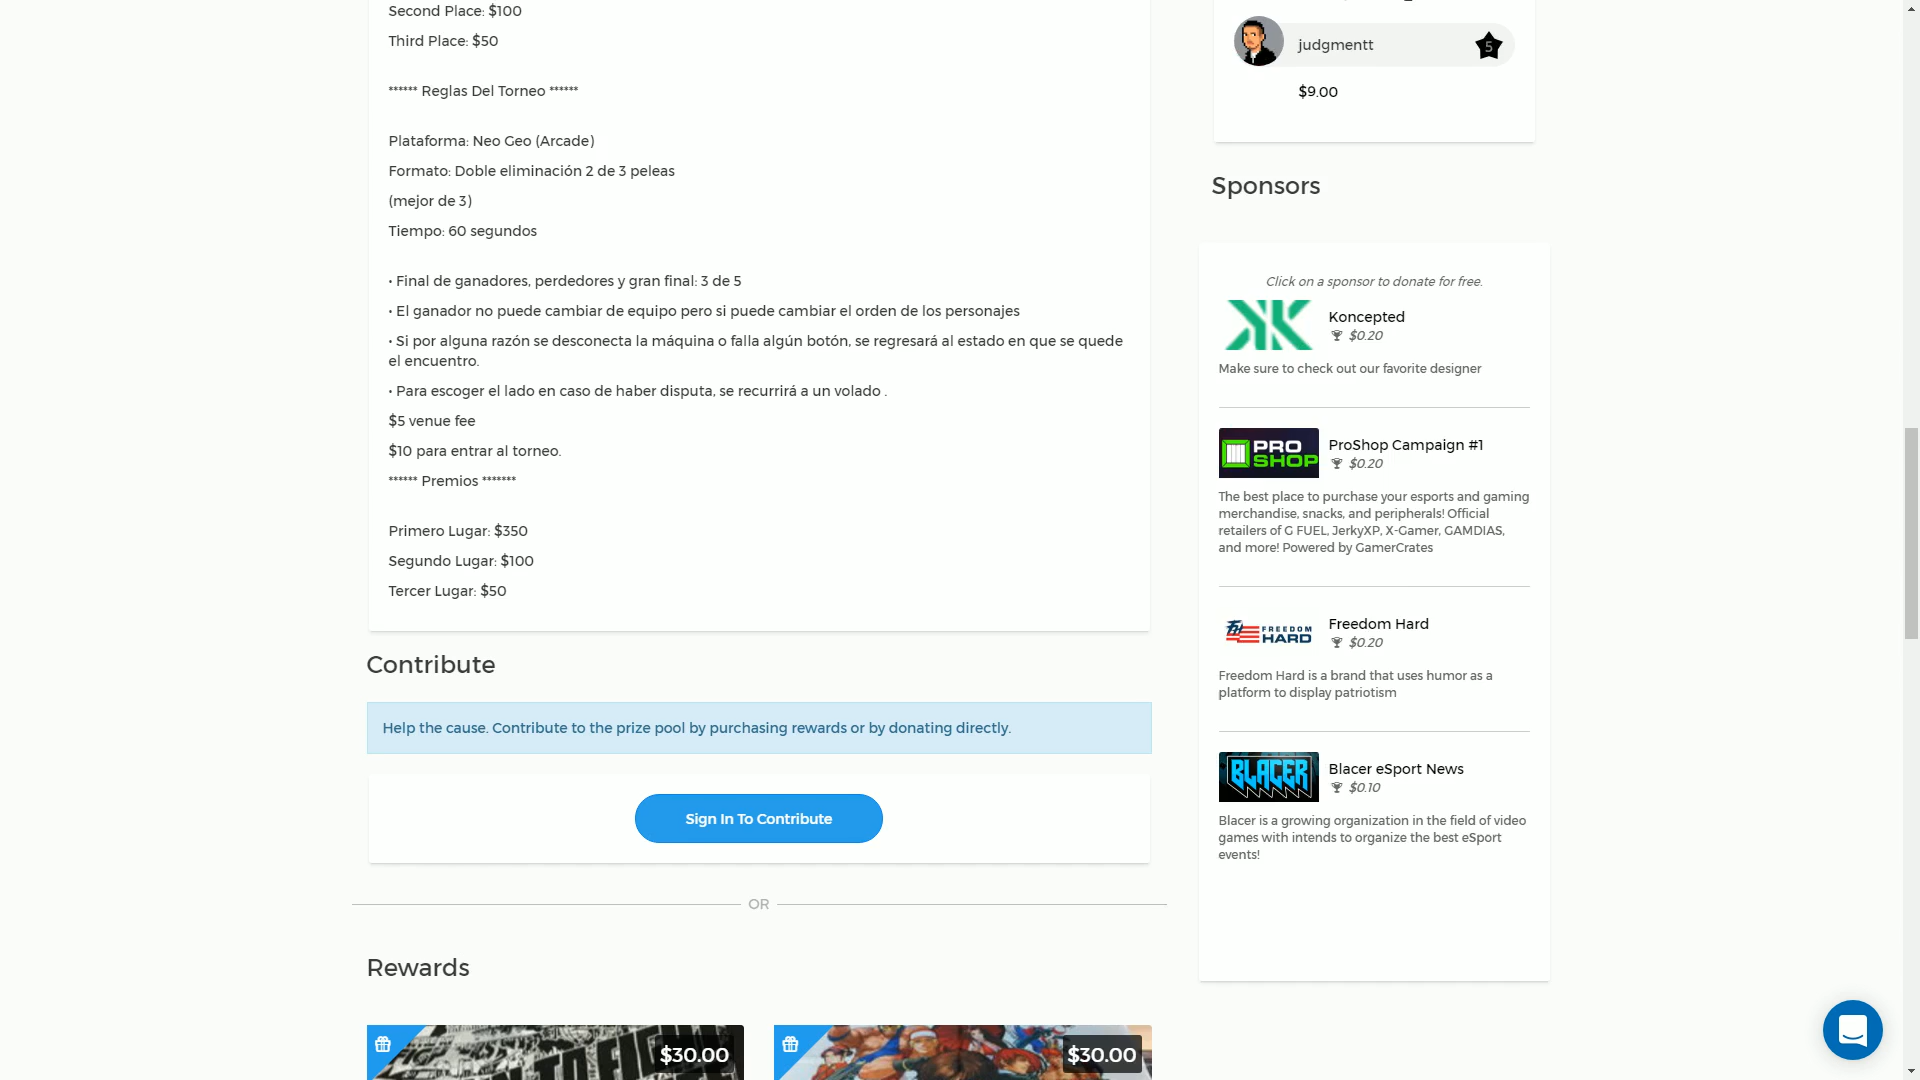 Second Place: $100
Third Place: $50
****** Reglas Del Torneo ******
Plataforma: Neo Geo (Arcade)
Formato: Doble eliminación 2 de 3 peleas
(mejor de 3)
Tiempo: 60 segundos
• Final de ganadores, perdedores y gran final: 3 de 5
• El ganador no puede cambiar de equipo pero si puede cambiar el orden de los personajes
• Si por alguna razón se desconecta la máquina o falla algún botón, se regresará al estado en que se quede
el encuentro.
• Para escoger el lado en caso de haber disputa, se recurrirá a un volado .
$5 venue fee
$10 para entrar al torneo.
****** Premios *******
Primero Lugar: $350
Segundo Lugar: $100
Tercer Lugar: $50
Contribute
Help the cause. Contribute to the prize pool by purchasing rewards or by donating directly.
Sign In To Contribute
OR
Rewards
$30.00
$30.00
judgmentt
5
$9.00
Sponsors
Click on a sponsor to donate for free.
Koncepted
$0.20
Make sure to check out our favorite designer
PRO
SHOP
ProShop Campaign #1
$0.20
The best place to purchase your esports and gaming
merchandise, snacks, and peripherals! Official
retailers of G FUEL, JerkyXP, X-Gamer, GAMDIAS,
and more! Powered by GamerCrates
FH FREEDOM
HARD
Freedom Hard
$0.20
Freedom Hard is a brand that uses humor as a
platform to display patriotism
BLACER
Blacer eSport News
$0.10
Blacer is a growing organization in the field of video
games with intends to organize the best eSport
events!